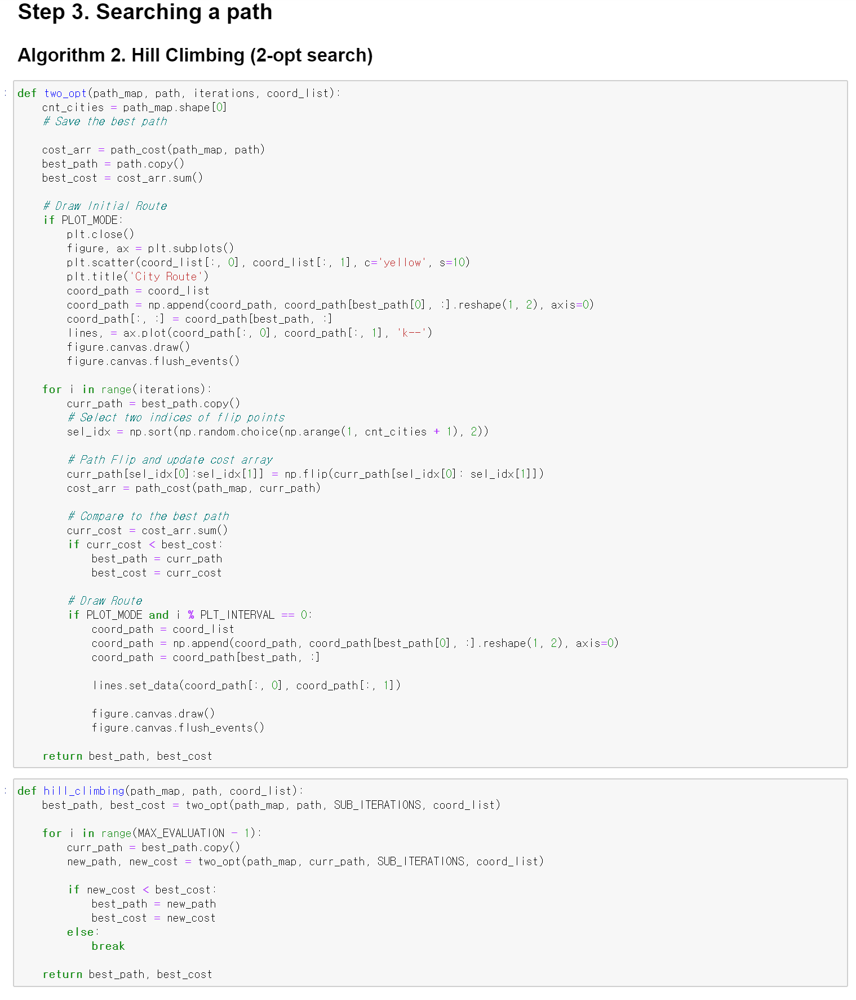 Step 3. Searching a path
Algorithm 2. Hill Climbing (2-opt search)
: def two_opt(path_map, path, iterations, coord_list):
    cnt_cities = path_map.shape[0]
    # Save the best path

    cost_arr = path_cost(path_map, path)
    best_path = path.copy()
    best_cost = cost_arr.sum()

    # Draw Initial Route
    if PLOT_MODE:
        plt.close()
        figure, ax = plt.subplots()
        plt.scatter(coord_list[:, 0], coord_list[:, 1], c='yellow', s=10)
        plt.title('City Route')
        coord_path = coord_list
        coord_path = np.append(coord_path, coord_path[best_path[0], :].reshape(1, 2), axis=0)
        coord_path[:, :] = coord_path[best_path, :]
        lines, = ax.plot(coord_path[:, 0], coord_path[:, 1], 'k--')
        figure.canvas.draw()
        figure.canvas.flush_events()

    for i in range(iterations):
        curr_path = best_path.copy()
        # Select two indices of flip points
        sel_idx = np.sort(np.random.choice(np.arange(1, cnt_cities + 1), 2))

        # Path Flip and update cost array
        curr_path[sel_idx[0]:sel_idx[1]] = np.flip(curr_path[sel_idx[0]: sel_idx[1]])
        cost_arr = path_cost(path_map, curr_path)

        # Compare to the best path
        curr_cost = cost_arr.sum()
        if curr_cost < best_cost:
            best_path = curr_path
            best_cost = curr_cost

        # Draw Route
        if PLOT_MODE and i % PLT_INTERVAL == 0:
            coord_path = coord_list
            coord_path = np.append(coord_path, coord_path[best_path[0], :].reshape(1, 2), axis=0)
            coord_path = coord_path[best_path, :]

            lines.set_data(coord_path[:, 0], coord_path[:, 1])

            figure.canvas.draw()
            figure.canvas.flush_events()

    return best_path, best_cost
: def hill_climbing(path_map, path, coord_list):
    best_path, best_cost = two_opt(path_map, path, SUB_ITERATIONS, coord_list)

    for i in range(MAX_EVALUATION - 1):
        curr_path = best_path.copy()
        new_path, new_cost = two_opt(path_map, curr_path, SUB_ITERATIONS, coord_list)

        if new_cost < best_cost:
            best_path = new_path
            best_cost = new_cost
        else:
            break

    return best_path, best_cost